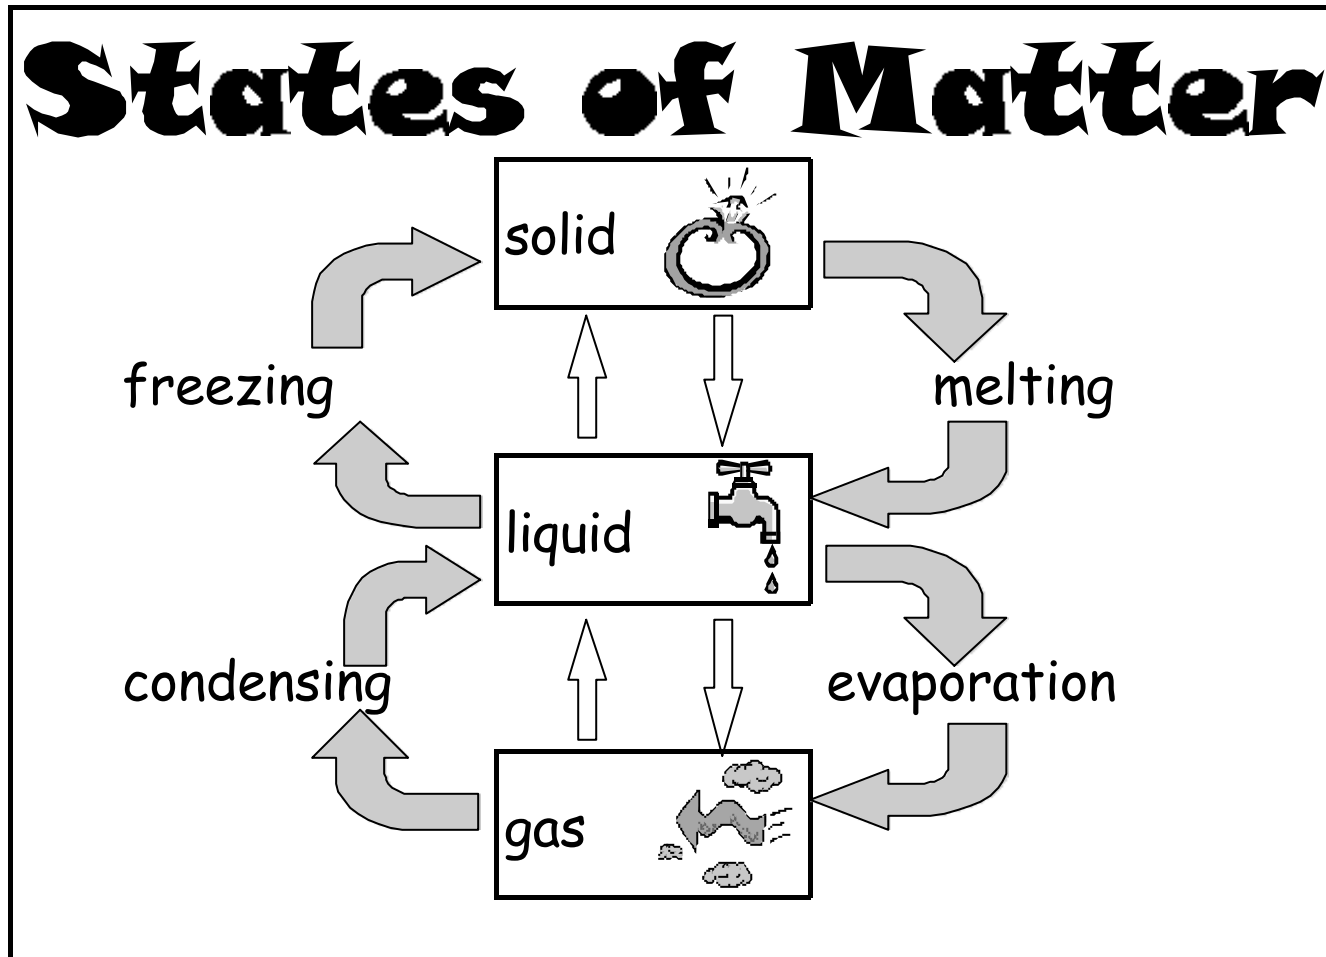 States of Matter
solid
freezing
melting
liquid
condensing
evaporation
gas